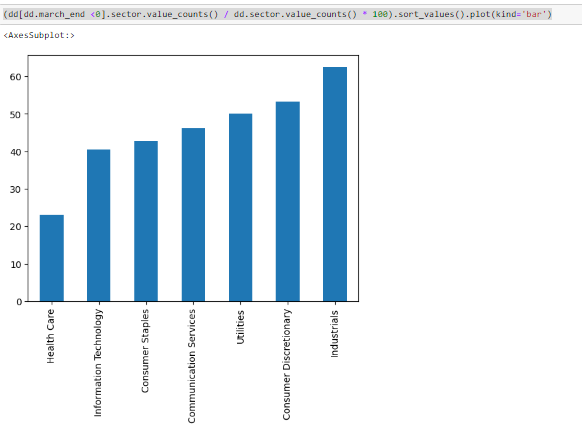 (dd[dd.march_end <0].sector.value_counts() / dd.sector.value_counts() * 100).sort_values().plot(kind='bar')
<AxesSubplot:>
60
50
40
30
20
10
0
Health Care
Information Technology
Consumer Staples
Communication Services
Utilities
Consumer Discretionary
Industrials